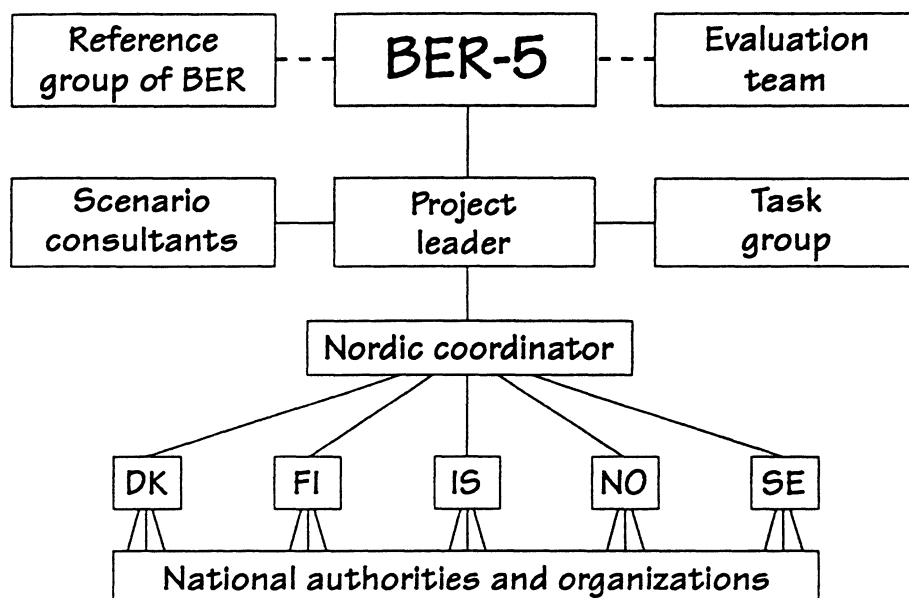 Reference
group of BER
BER-5
Evaluation
team
Scenario
consultants
Project
leader
Task
group
Nordic coordinator
DK
FI
IS
NO
SE
National authorities and organizations